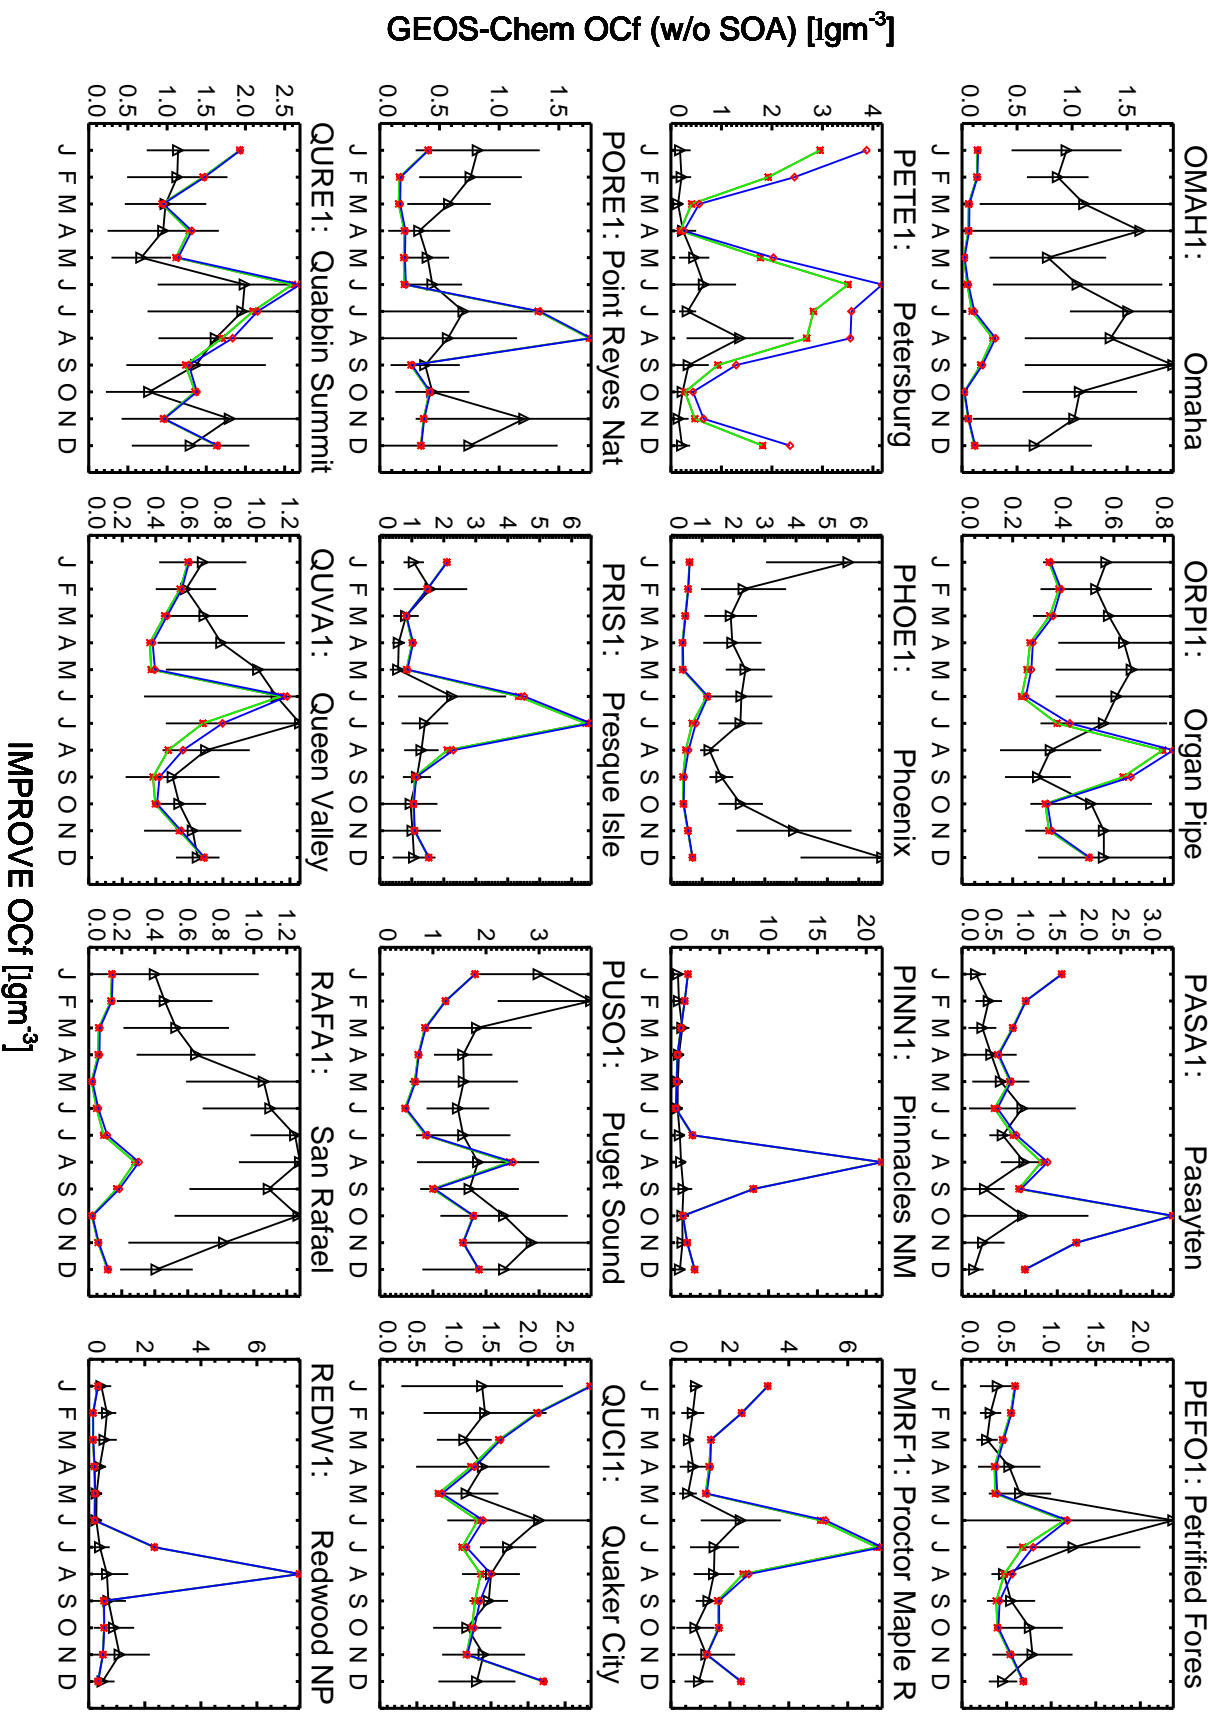 GEOS-Chem OCf (w/o SOA) [1gm⁻³]
OMAH1: Omaha
1.5
1.0
0.5
0.0
J F M A M J J A S O N D
ORPI1: Organ Pipe
0.8
0.6
0.4
0.2
0.0
J F M A M J J A S O N D
PASA1: Pasayten
3.0
2.5
2.0
1.5
1.0
0.5
0.0
J F M A M J J A S O N D
PEFO1: Petrified Fores
2.0
1.5
1.0
0.5
0.0
J F M A M J J A S O N D
PETE1: Petersburg
4
3
2
1
0
J F M A M J J A S O N D
PHOE1: Phoenix
6
5
4
3
2
1
0
J F M A M J J A S O N D
PINN1: Pinnacles NM
20
15
10
5
0
J F M A M J J A S O N D
PMRF1: Proctor Maple R
6
4
2
0
J F M A M J J A S O N D
PORE1: Point Reyes Nat
1.5
1.0
0.5
0.0
J F M A M J J A S O N D
PRIS1: Presque Isle
6
5
4
3
2
1
0
J F M A M J J A S O N D
PUSO1: Puget Sound
3
2
1
0
J F M A M J J A S O N D
QUCI1: Quaker City
2.5
2.0
1.5
1.0
0.5
0.0
J F M A M J J A S O N D
QURE1: Quabbin Summit
2.5
2.0
1.5
1.0
0.5
0.0
J F M A M J J A S O N D
QUVA1: Queen Valley
1.2
1.0
0.8
0.6
0.4
0.2
0.0
J F M A M J J A S O N D
RAFA1: San Rafael
1.2
1.0
0.8
0.6
0.4
0.2
0.0
J F M A M J J A S O N D
REDW1: Redwood NP
6
4
2
0
J F M A M J J A S O N D
IMPROVE OCf [1gm⁻³]